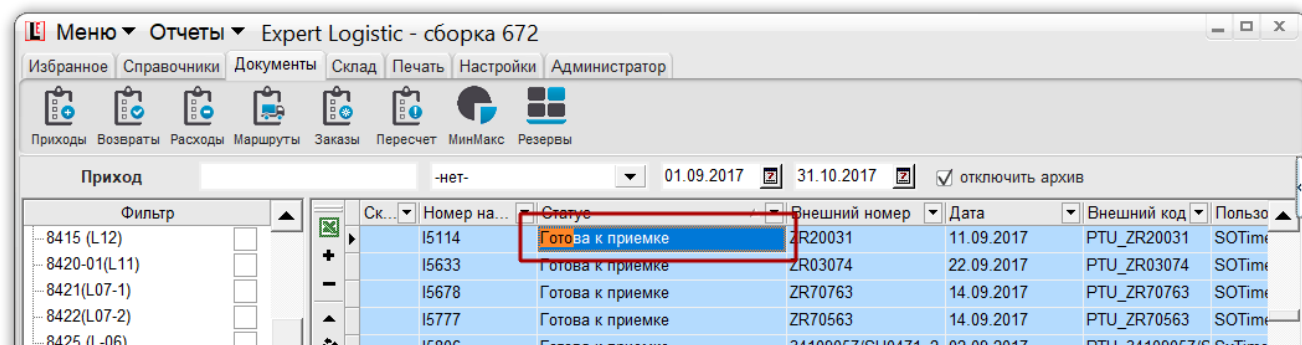 Меню Отчеты Expert Logistic - сборка 672
Избранное Справочники Документы Склад Печать Настройки Администратор
Приходы Возвраты Расходы Маршруты Заказы Пересчет МинМакс Резервы
Приход -нет- 01.09.2017 31.10.2017 отключить архив
Фильтр Ск... Номер на... Статус Внешний номер Дата Внешний код Пользо
8415 (L12) I5114 Готова к приемке ZR20031 11.09.2017 PTU_ZR20031 SOTime
8420-01(L11) I5633 Готова к приемке ZR03074 22.09.2017 PTU_ZR03074 SOTime
8421(L07-1) I5678 Готова к приемке ZR70763 14.09.2017 PTU_ZR70763 SOTime
8422(L07-2) I5777 Готова к приемке ZR70563 14.09.2017 PTU_ZR70563 SOTime
8425 (L-06)